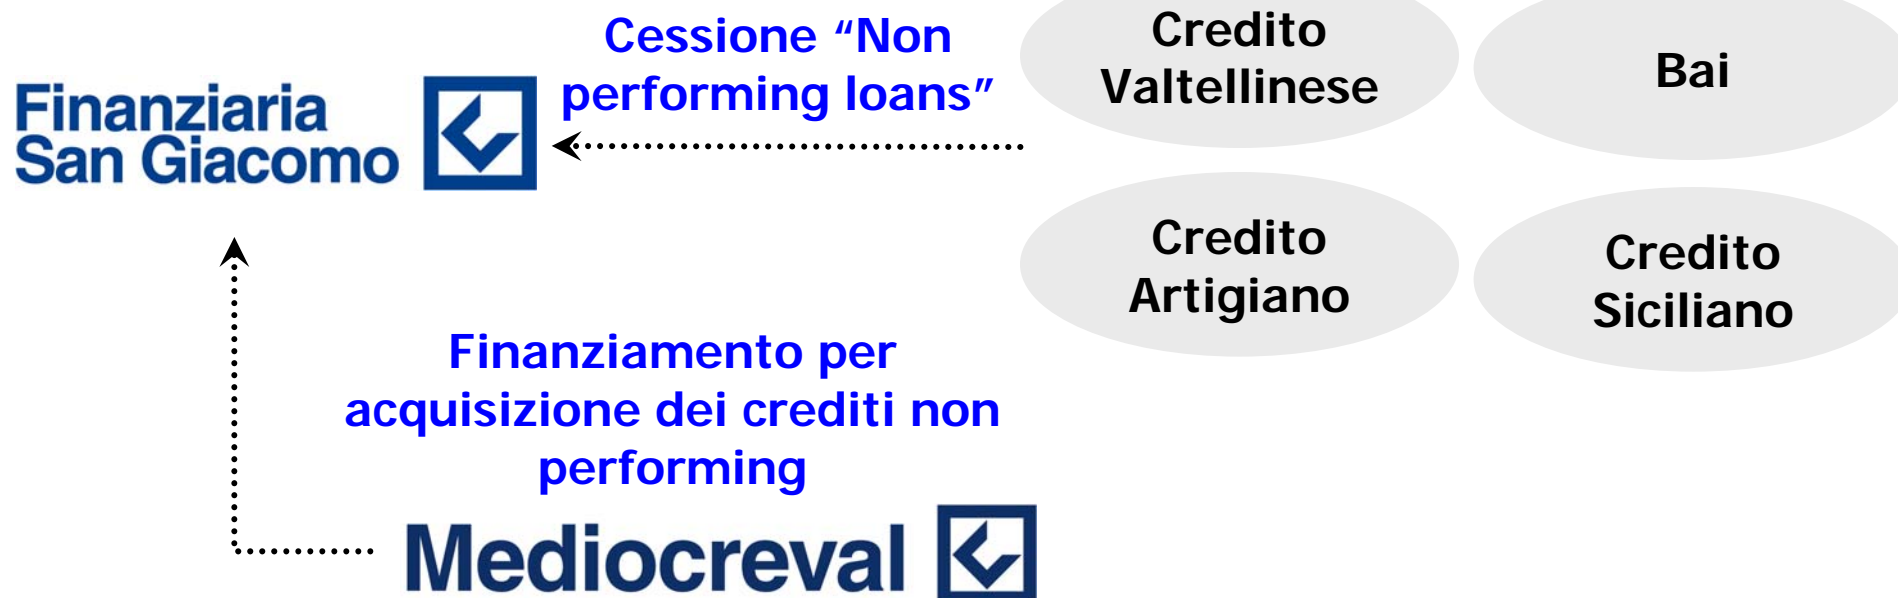 Cessione “Non
performing loans”
Credito
Valtellinese
Bai
Finanziaria
San Giacomo
Credito
Artigiano
Credito
Siciliano
Finanziamento per
acquisizione dei crediti non
performing
Mediocreval